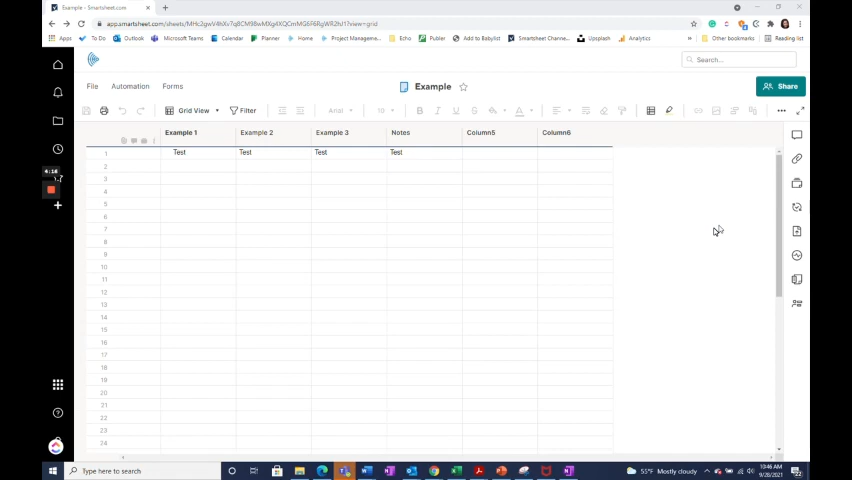 Example - Smartsheet.com
app.smartsheet.com/sheets/
?view=grid
Apps To Do Outlook Microsoft Teams Calendar Planner Home Project Manageme... Echo Publer Add to Babylist Smartsheet Channe... Upsplash Analytics Other bookmarks Reading list
Search...
File Automation Forms Example Share
Grid View Filter Arial 10 B I U S A
Example 1 Example 2 Example 3 Notes Column5 Column6
1 Test Test Test Test
2
3
4:16
4
5
6
7
8
9
10
11
12
13
14
15
16
17
18
19
20
21
22
23
24
Type here to search 55°F Mostly cloudy 10:46 AM
9/28/2021 22